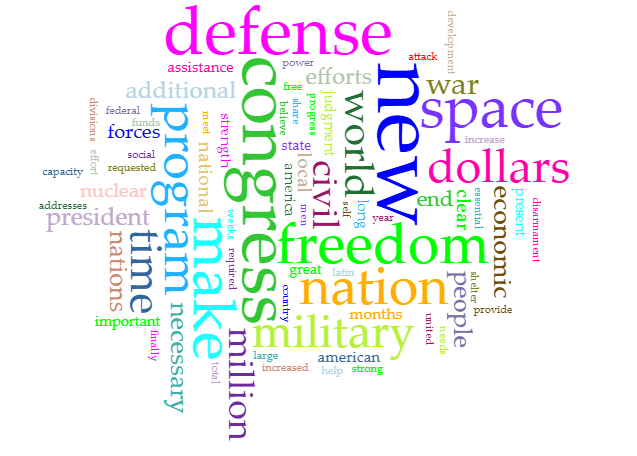 development
defense
attack
power
assistance
efforts
additional
free
war
congress
new
space
divisions
federal
funds
forces
meet
strength
believe
share
progress
judgment
world
increase
effort
social
requested
program
national
state
local
civil
dollars
capacity
nuclear
america
men
self
long
year
end
clear
essential
present
disarmament
addresses
president
weeks
required
make
time
nations
freedom
economic
great
latin
nation
people
shelter
provide
country
months
important
finally
necessary
million
military
united
needs
large
american
total
increased
help
strong